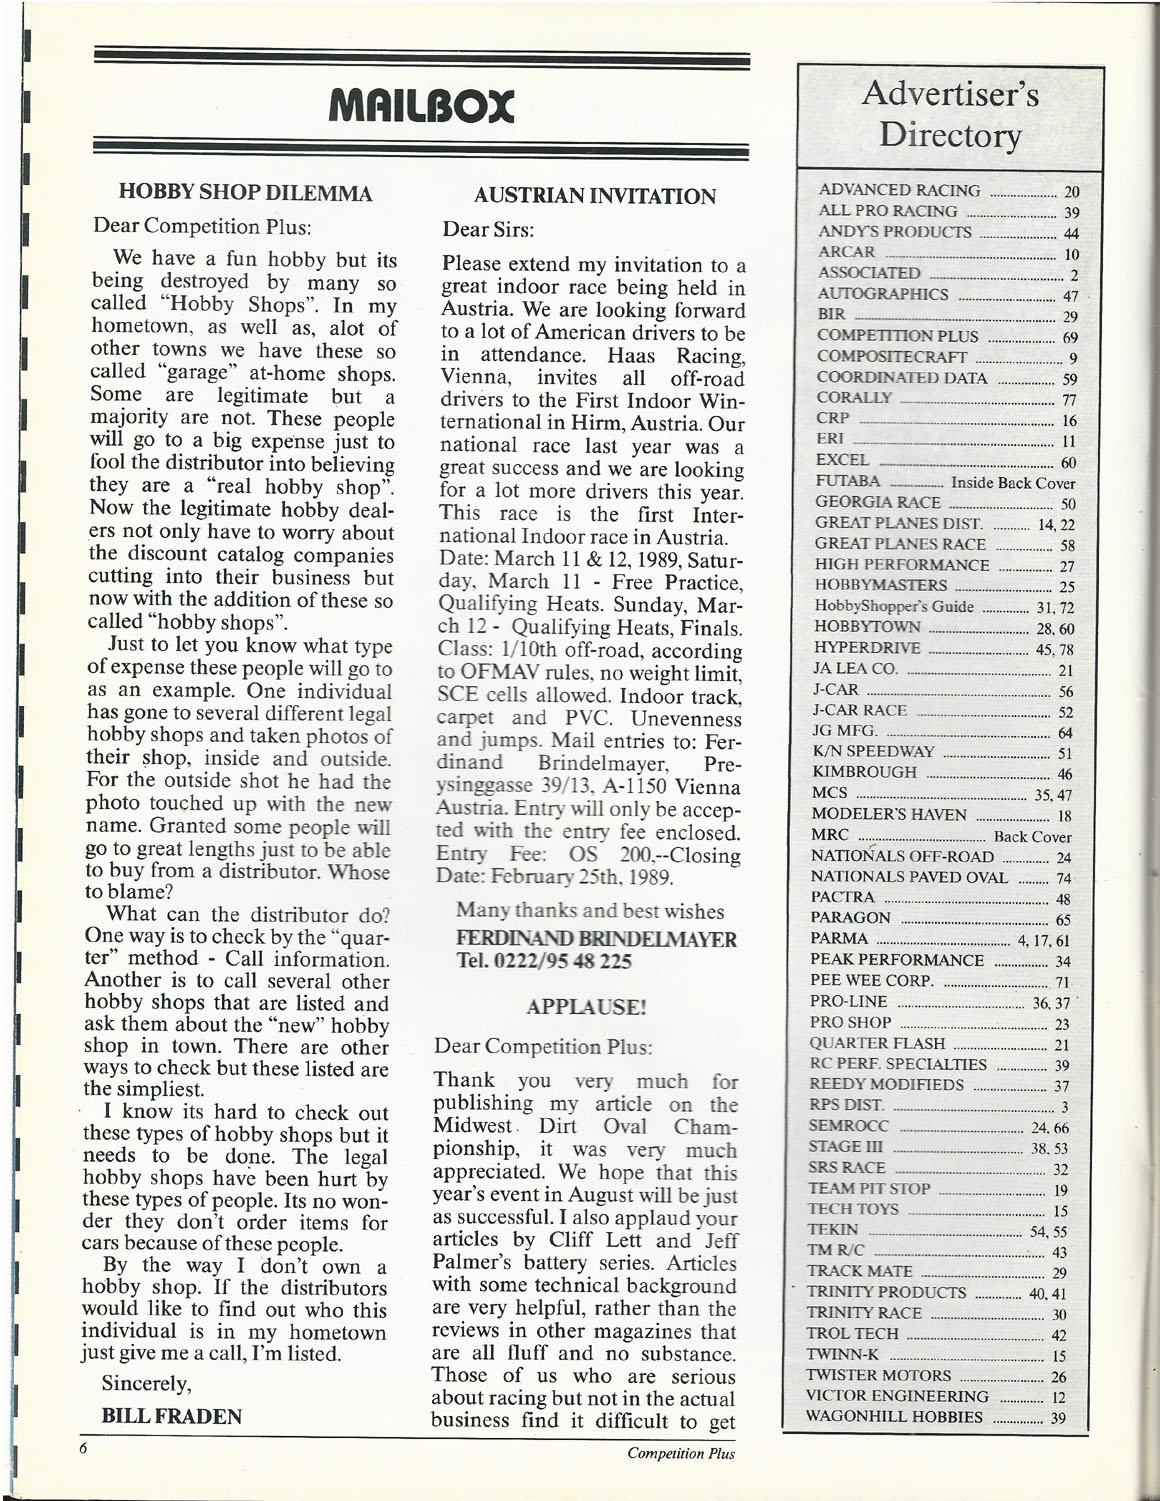 MAILBOX
HOBBY SHOP DILEMMA
Dear Competition Plus:
We have a fun hobby but its
being destroyed by many so
called "Hobby Shops". In my
hometown, as well as, alot of
other towns we have these so
called "garage" at-home shops.
Some are legitimate but a
majority are not. These people
will go to a big expense just to
fool the distributor into believing
they are a "real hobby shop".
Now the legitimate hobby deal-
ers not only have to worry about
the discount catalog companies
cutting into their business but
now with the addition of these so
called "hobby shops".
Just to let you know what type
of expense these people will go to
as an example. One individual
has gone to several different legal
hobby shops and taken photos of
their shop, inside and outside.
For the outside shot he had the
photo touched up with the new
name. Granted some people will
go to great lengths just to be able
to buy from a distributor. Whose
to blame?
What can the distributor do?
One way is to check by the "quar-
ter" method - Call information.
Another is to call several other
hobby shops that are listed and
ask them about the "new" hobby
shop in town. There are other
ways to check but these listed are
the simpliest.
I know its hard to check out
these types of hobby shops but it
needs to be done. The legal
hobby shops have been hurt by
these types of people. Its no won-
der they don't order items for
cars because of these people.
By the way I don't own a
hobby shop. If the distributors
would like to find out who this
individual is in my hometown
just give me a call, I'm listed.
Sincerely,
BILL FRADEN
AUSTRIAN INVITATION
Dear Sirs:
Please extend my invitation to a
great indoor race being held in
Austria. We are looking forward
to a lot of American drivers to be
in attendance. Haas Racing,
Vienna, invites all off-road
drivers to the First Indoor Win-
ternational in Hirm, Austria. Our
national race last year was a
great success and we are looking
for a lot more drivers this year.
This race is the first Inter-
national Indoor race in Austria.
Date: March 11 & 12, 1989, Satur-
day, March 11 - Free Practice,
Qualifying Heats. Sunday, Mar-
ch 12 - Qualifying Heats, Finals.
Class: 1/10th off-road, according
to OFMAV rules, no weight limit,
SCE cells allowed. Indoor track,
carpet and PVC. Unevenness
and jumps. Mail entries to: Fer-
dinand Brindelmayer, Pre-
ysinggasse 39/13, A-1150 Vienna
Austria. Entry will only be accep-
ted with the entry fee enclosed.
Entry Fee: OS 200,--Closing
Date: February 25th, 1989.
Many thanks and best wishes
FERDINAND BRINDELMAYER
Tel. 0222/95 48 225
APPLAUSE!
Dear Competition Plus:
Thank you very much for
publishing my article on the
Midwest Dirt Oval Cham-
pionship, it was very much
appreciated. We hope that this
year's event in August will be just
as successful. I also applaud your
articles by Cliff Lett and Jeff
Palmer's battery series. Articles
with some technical background
are very helpful, rather than the
reviews in other magazines that
are all fluff and no substance.
Those of us who are serious
about racing but not in the actual
business find it difficult to get
Advertiser's
Directory
ADVANCED RACING .................... 20
ALL PRO RACING .................... 39
ANDY'S PRODUCTS .................... 44
ARCAR .................... 10
ASSOCIATED .................... 2
AUTOGRAPHICS .................... 47
BIR .................... 29
COMPETITION PLUS .................... 69
COMPOSITECRAFT .................... 9
COORDINATED DATA .................... 59
CORALLY .................... 77
CRP .................... 16
ERI .................... 11
EXCEL .................... 60
FUTABA .................... Inside Back Cover
GEORGIA RACE .................... 50
GREAT PLANES DIST. .................... 14, 22
GREAT PLANES RACE .................... 58
HIGH PERFORMANCE .................... 27
HOBBYMASTERS .................... 25
HobbyShopper's Guide .................... 31, 72
HOBBYTOWN .................... 28, 60
HYPERDRIVE .................... 45, 78
JA LEA CO. .................... 21
J-CAR .................... 56
J-CAR RACE .................... 52
JG MFG. .................... 64
K/N SPEEDWAY .................... 51
KIMBROUGH .................... 46
MCS .................... 35, 47
MODELER'S HAVEN .................... 18
MRC .................... Back Cover
NATIONALS OFF-ROAD .................... 24
NATIONALS PAVED OVAL .................... 74
PACTRA .................... 48
PARAGON .................... 65
PARMA .................... 4, 17, 61
PEAK PERFORMANCE .................... 34
PEE WEE CORP. .................... 71
PRO-LINE .................... 36, 37
PRO SHOP .................... 23
QUARTER FLASH .................... 21
RC PERF. SPECIALTIES .................... 39
REEDY MODIFIEDS .................... 37
RPS DIST. .................... 3
SEMROCC .................... 24, 66
STAGE III .................... 38, 53
SRS RACE .................... 32
TEAM PIT STOP .................... 19
TECH TOYS .................... 15
TEKIN .................... 54, 55
TM R/C .................... 43
TRACK MATE .................... 29
TRINITY PRODUCTS .................... 40, 41
TRINITY RACE .................... 30
TROL TECH .................... 42
TWINN-K .................... 15
TWISTER MOTORS .................... 26
VICTOR ENGINEERING .................... 12
WAGONHILL HOBBIES .................... 39
6
Competition Plus